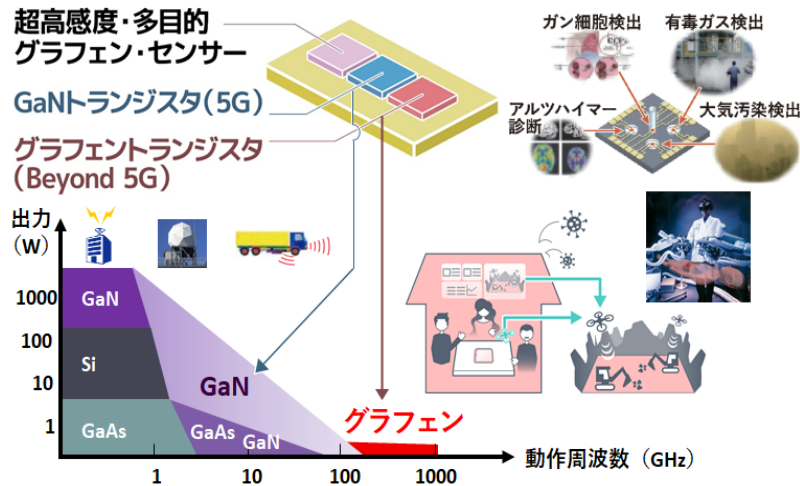 超高感度・多目的
グラフェン・センサー
GaNトランジスタ(5G)
グラフェントランジスタ
(Beyond 5G)
ガン細胞検出
有毒ガス検出
アルツハイマー
診断
大気汚染検出
出力
(W)
1000
100
10
1
GaN
Si
GaAs
GaN
GaAs
GaN
グラフェン
1
10
100
1000
動作周波数(GHz)